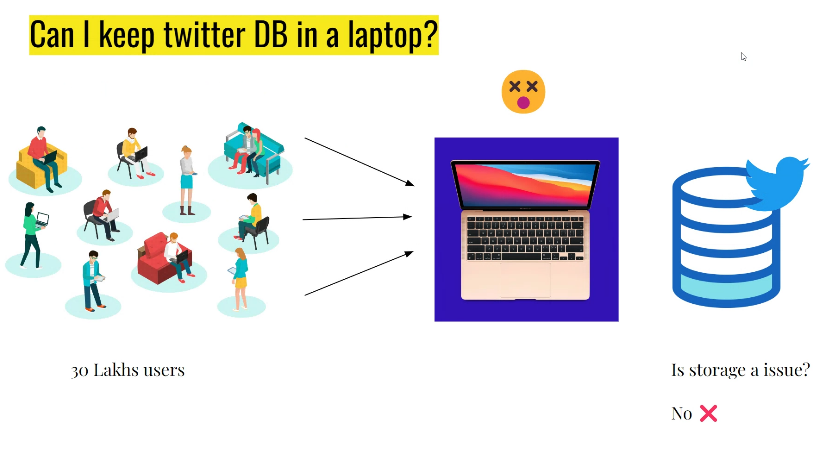 Can I keep twitter DB in a laptop?
30 Lakhs users
Is storage a issue?
No ❌